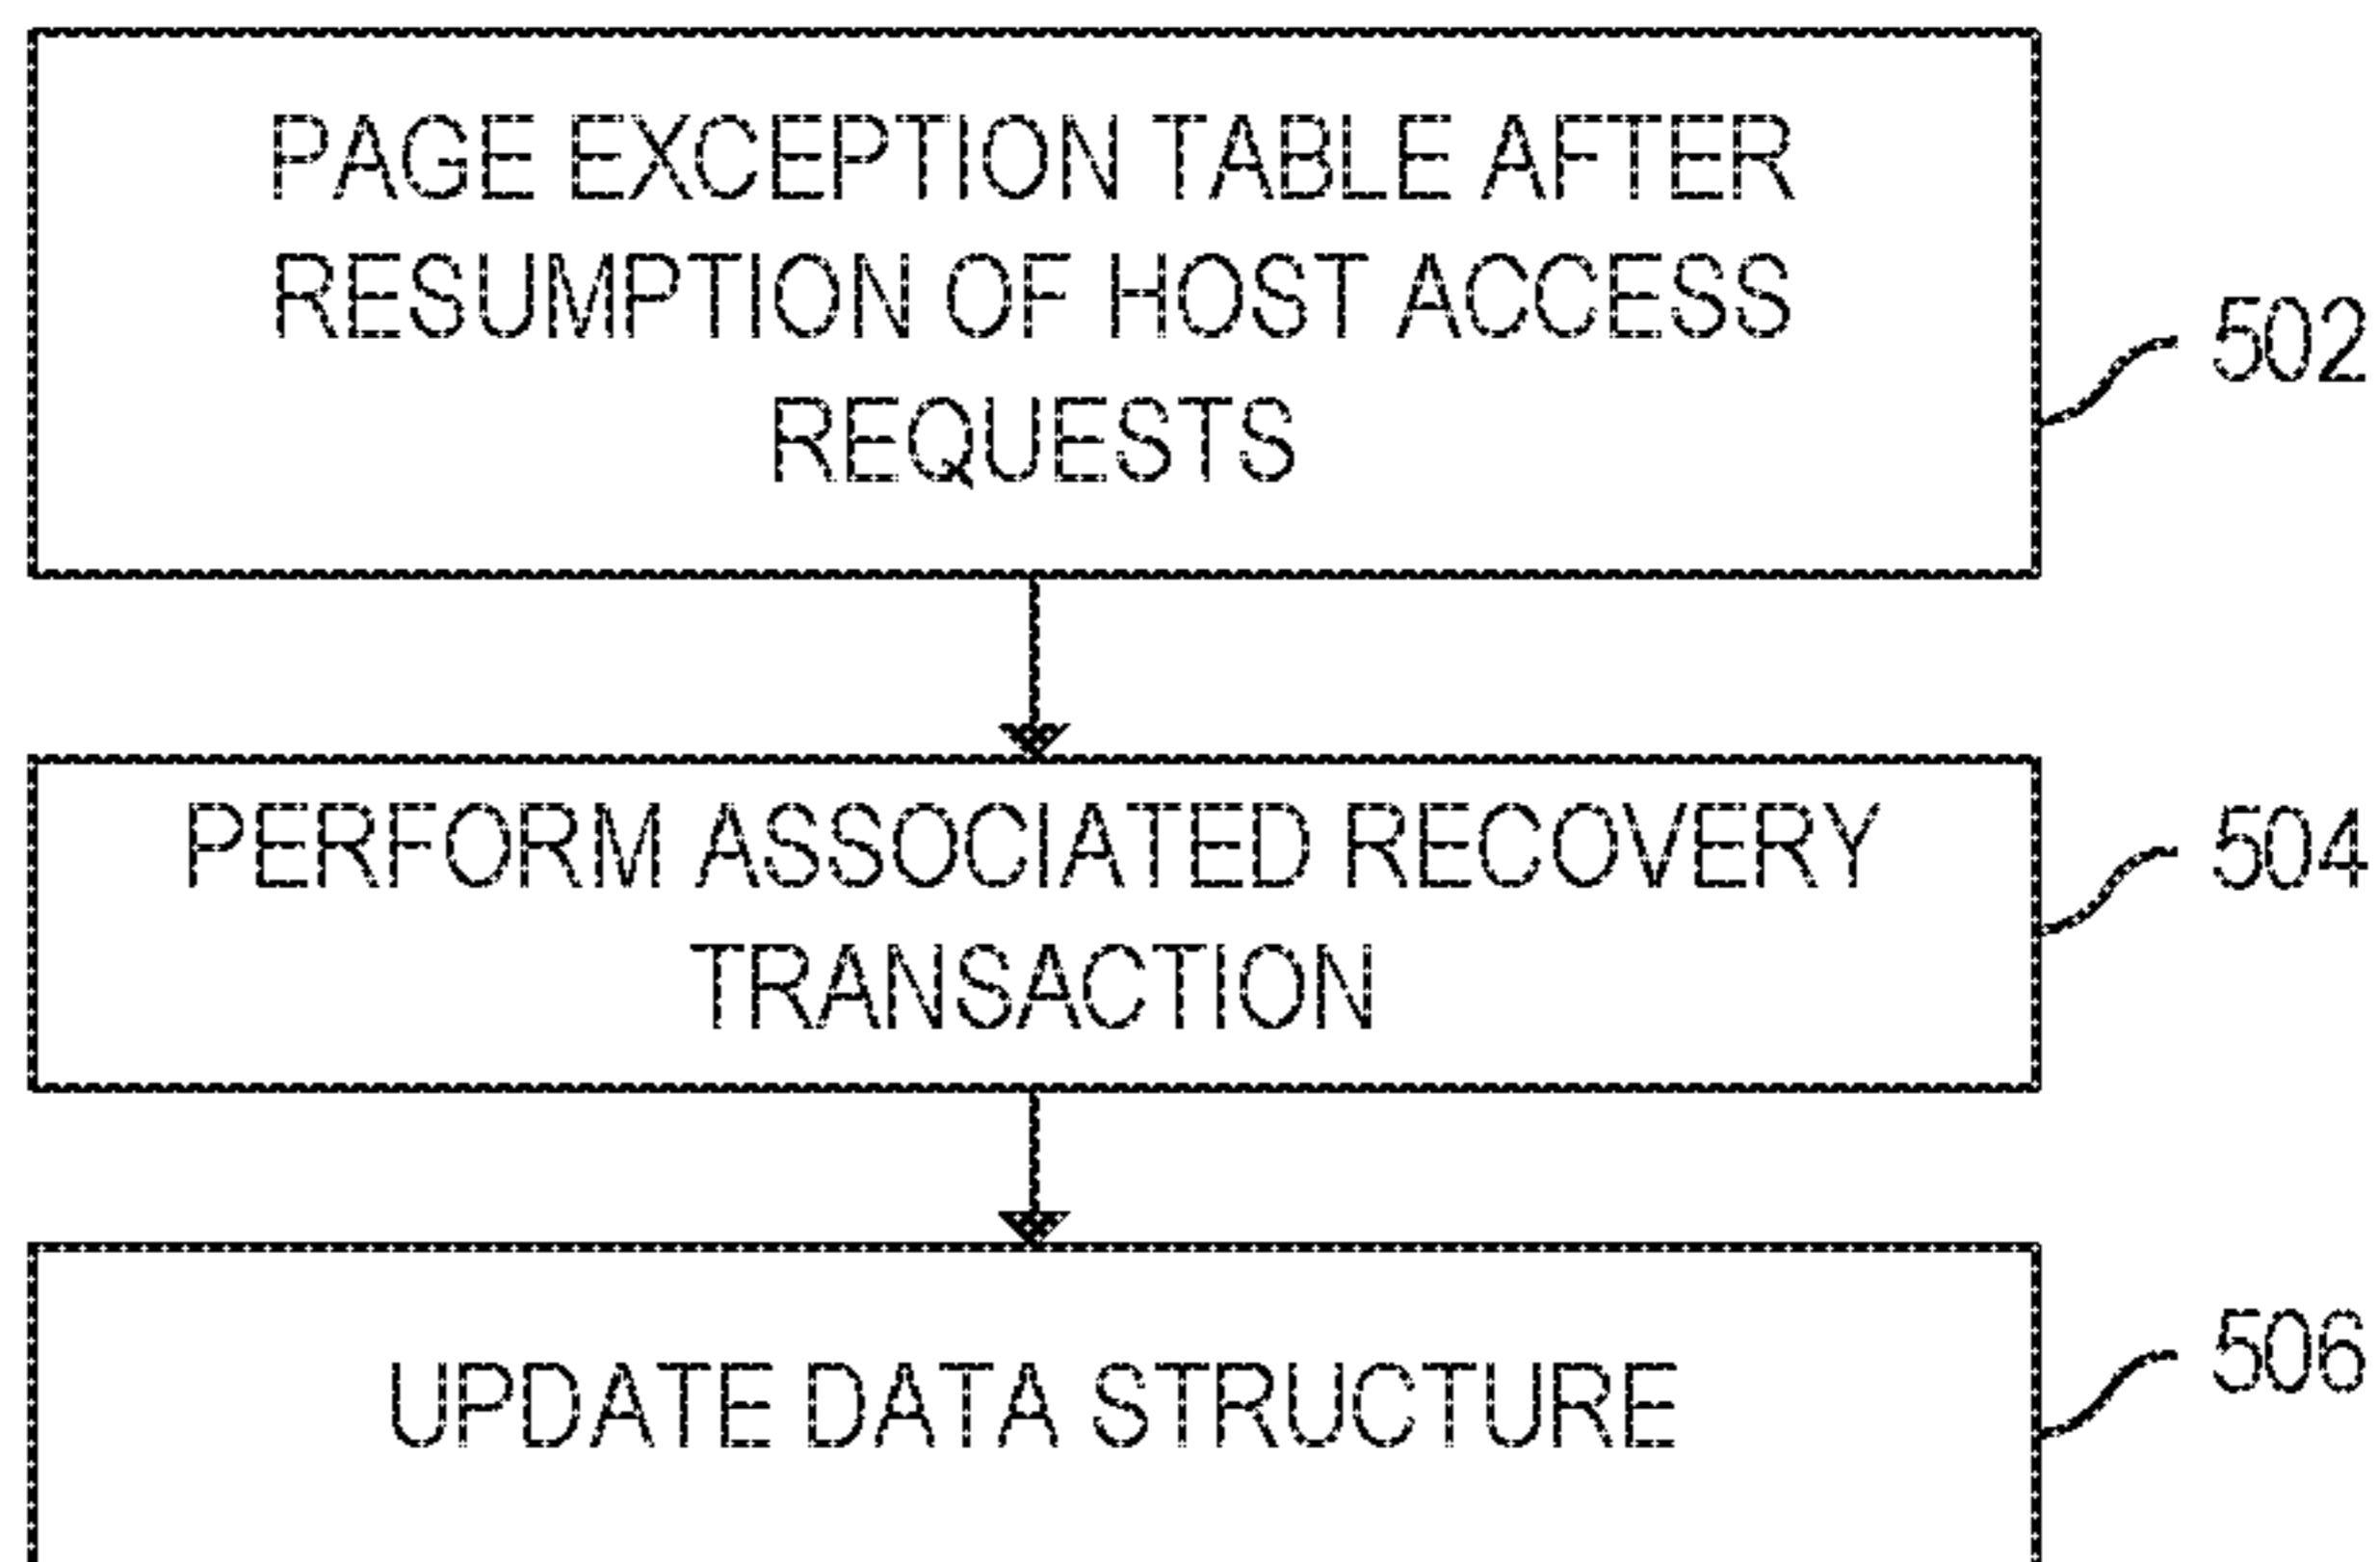 PAGE EXCEPTION TABLE AFTER
RESUMPTION OF HOST ACCESS
REQUESTS
502
PERFORM ASSOCIATED RECOVERY
TRANSACTION
504
UPDATE DATA STRUCTURE
506